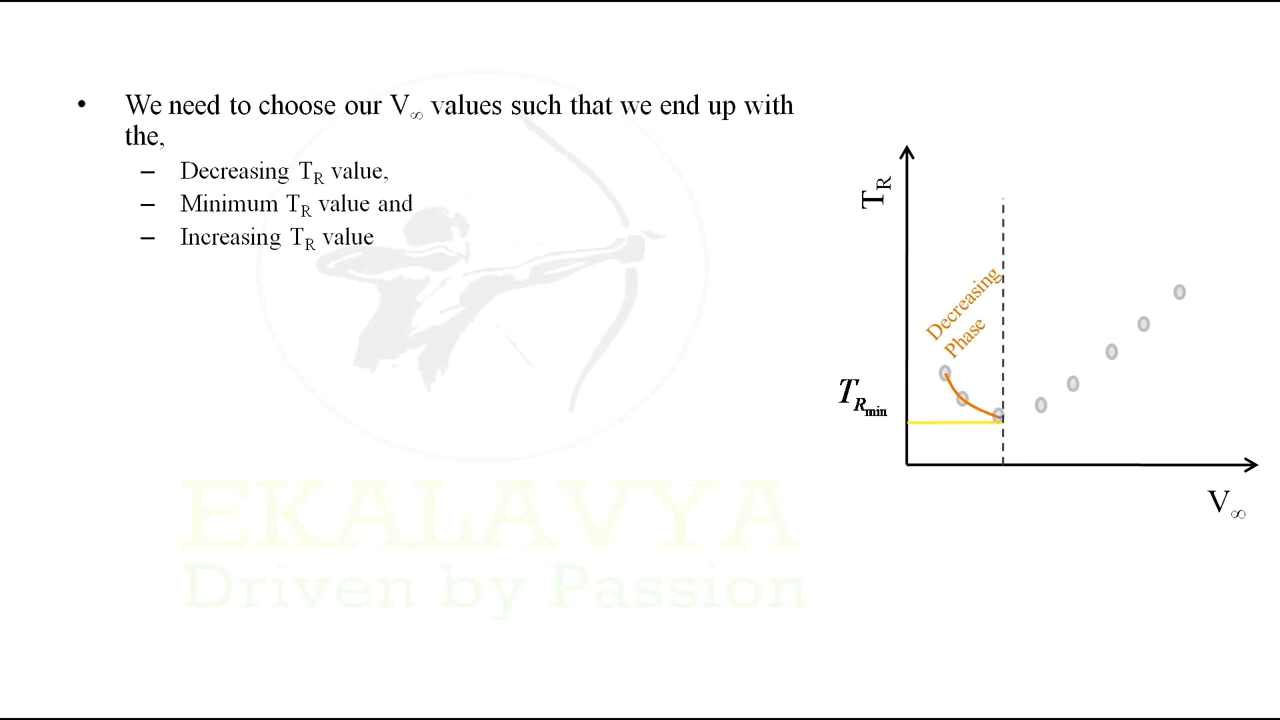 • We need to choose our V∞ values such that we end up with
the,
– Decreasing TR value,
– Minimum TR value and
– Increasing TR value
TR
Decreasing
Phase
TRmin
V∞
EKALAVYA
Driven by Passion